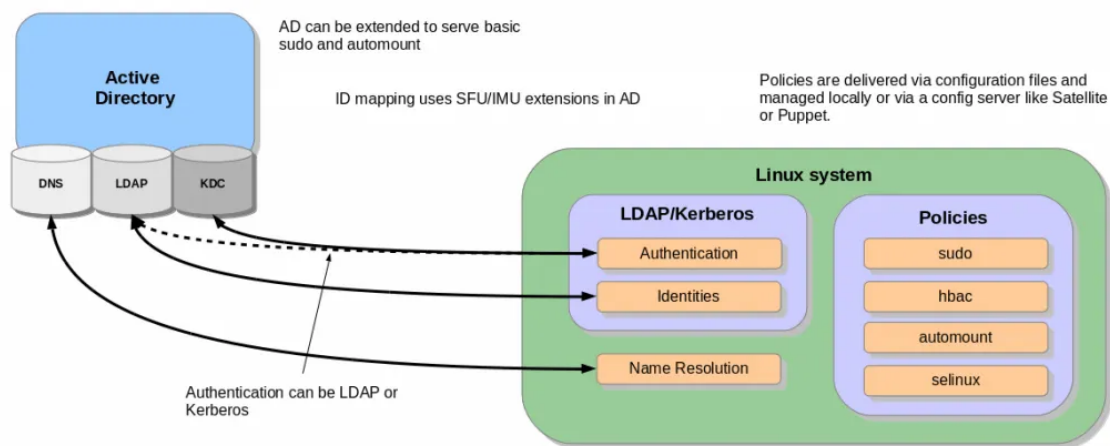 AD can be extended to serve basic
sudo and automount
Active
Directory
ID mapping uses SFU/IMU extensions in AD
Policies are delivered via configuration files and
managed locally or via a config server like Satellite
or Puppet.
DNS
LDAP
KDC
Linux system
LDAP/Kerberos
Authentication
Identities
Name Resolution
Policies
sudo
hbac
automount
selinux
Authentication can be LDAP or
Kerberos